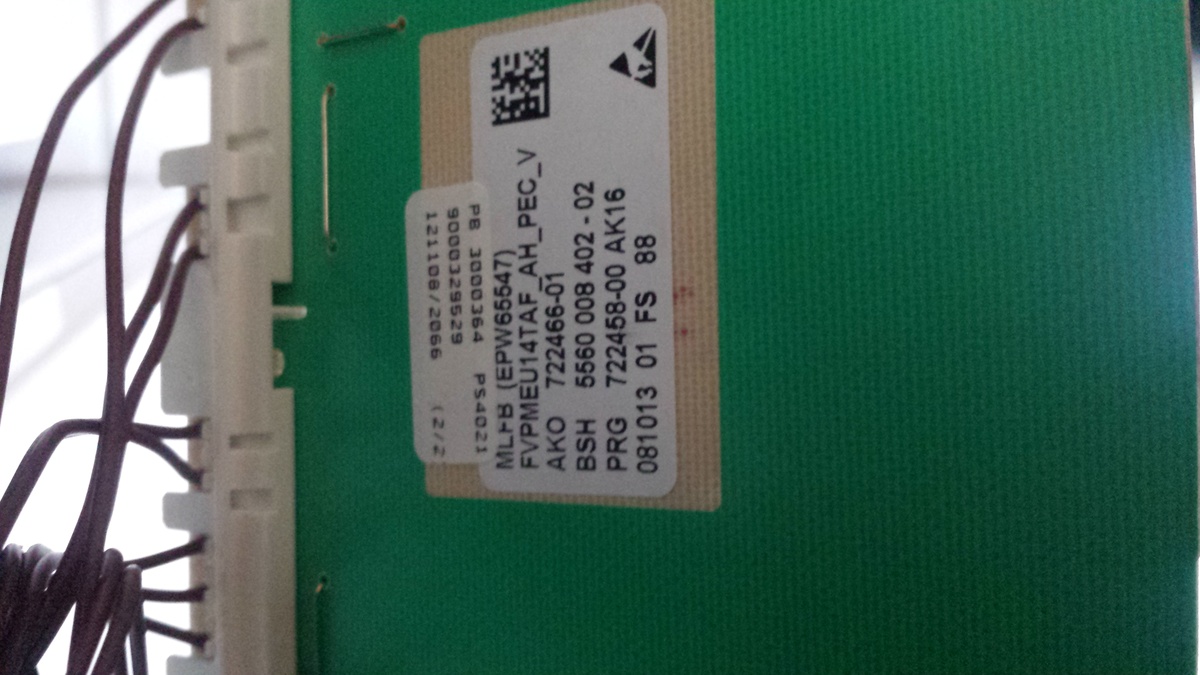 PB 3000364 PS4021
9000329529
121108/2066 (2/2
MLFB (EPW65547)
FVPMEU14TAF_AH_PEC_V
AKO 722466-01
BSH 5560 008 402 - 02
PRG 722458-00 AK16
081013 01 FS 88